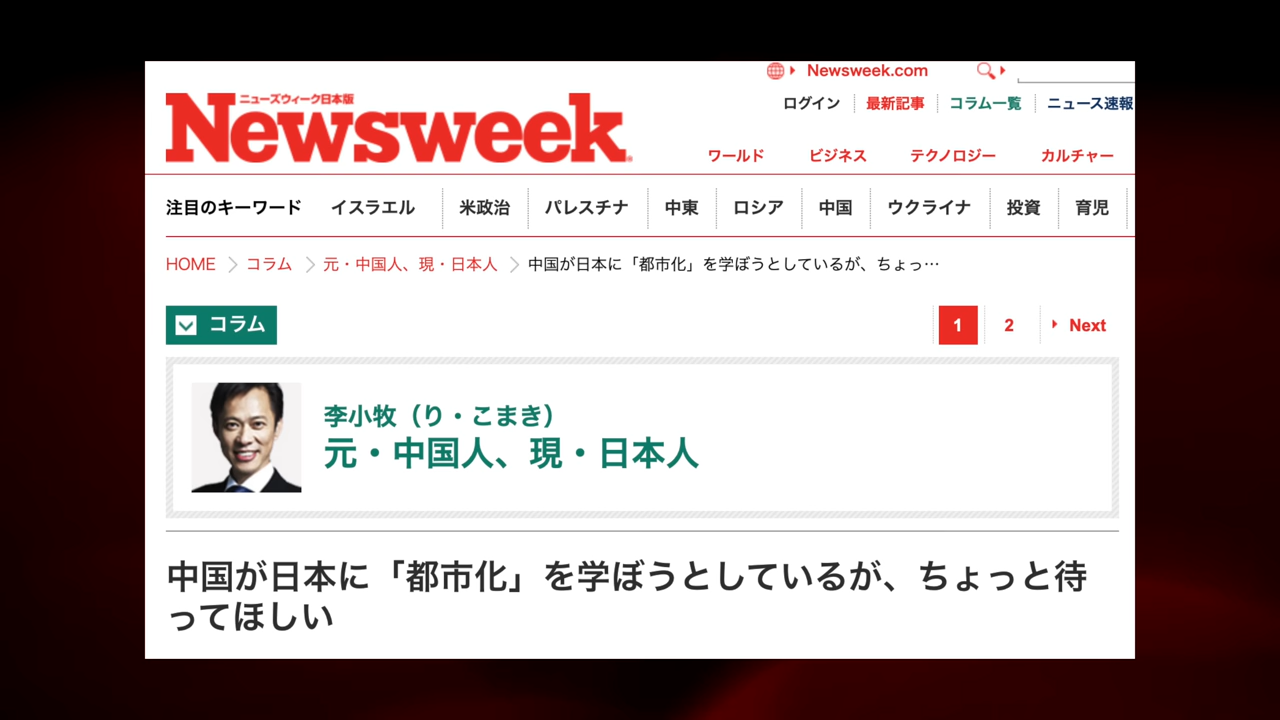 Newsweek.com
ニューズウィーク日本版
Newsweek
ログイン 最新記事 コラム一覧 ニュース速報
ワールド ビジネス テクノロジー カルチャー
注目のキーワード イスラエル 米政治 パレスチナ 中東 ロシア 中国 ウクライナ 投資 育児
HOME コラム 元・中国人、現・日本人 中国が日本に「都市化」を学ぼうとしているが、ちょっ…
コラム 1 2 Next
李小牧（り・こまき）
元・中国人、現・日本人
中国が日本に「都市化」を学ぼうとしているが、ちょっと待
ってほしい